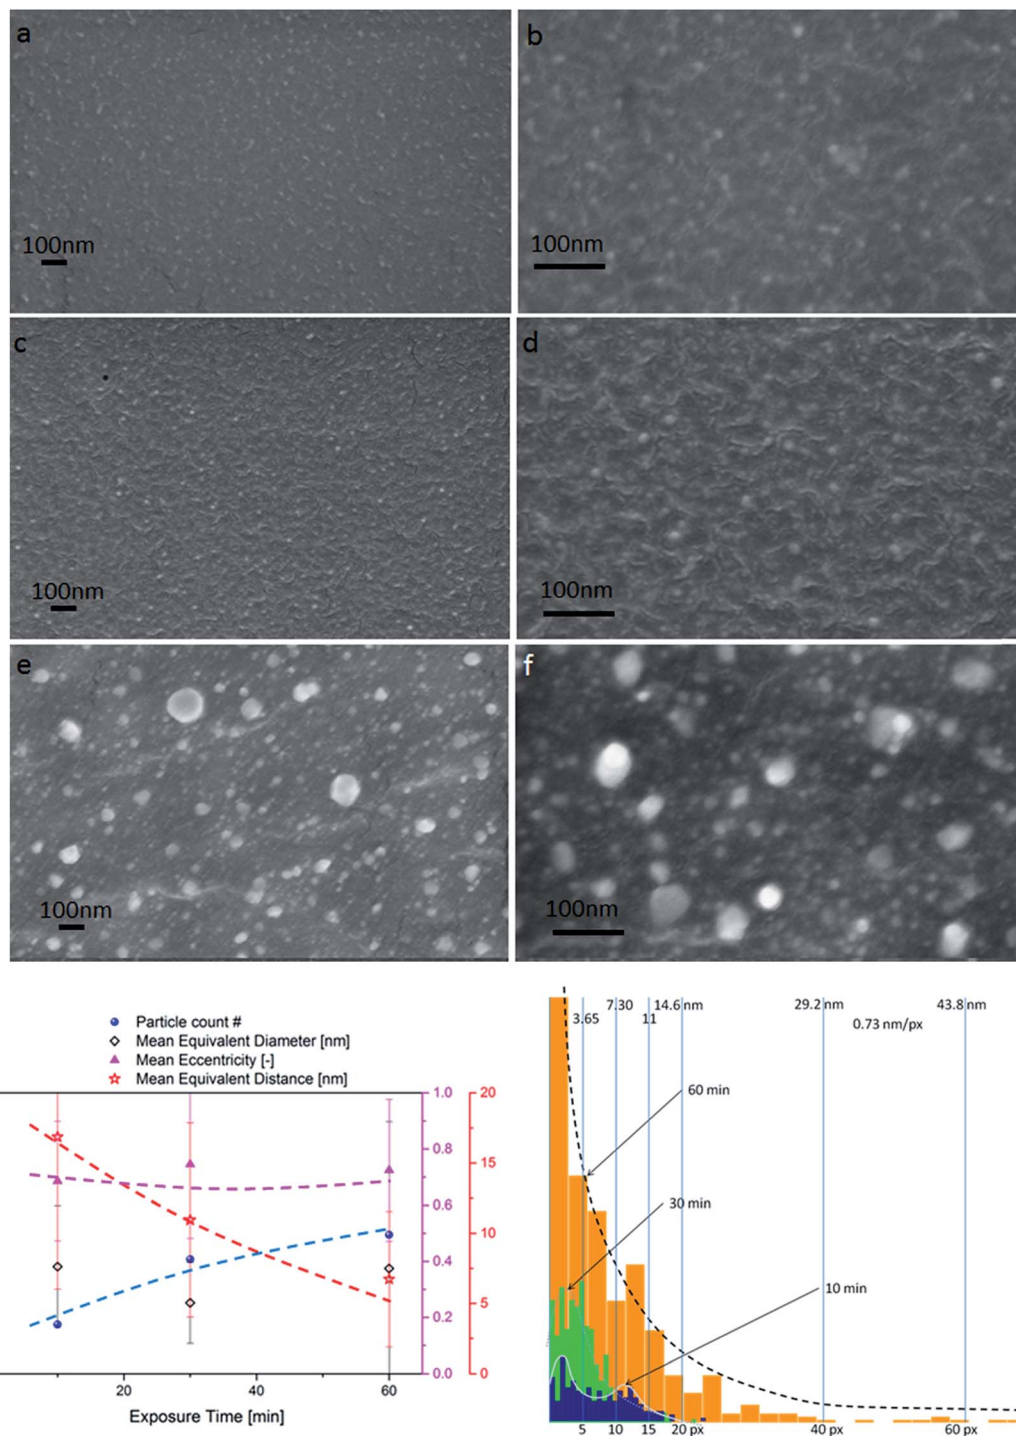 a
b
100nm
100nm
c
d
100nm
100nm
e
f
100nm
100nm
Particle count #
Mean Equivalent Diameter [nm]
Mean Eccentricity [-]
Mean Equivalent Distance [nm]
1.0
0.8
0.6
0.4
0.2
0.0
20
15
10
5
0
20
40
60
Exposure Time [min]
3.65
7.30
11
14.6 nm
29.2 nm
43.8 nm
0.73 nm/px
60 min
30 min
10 min
5
10
15
20 px
40 px
60 px